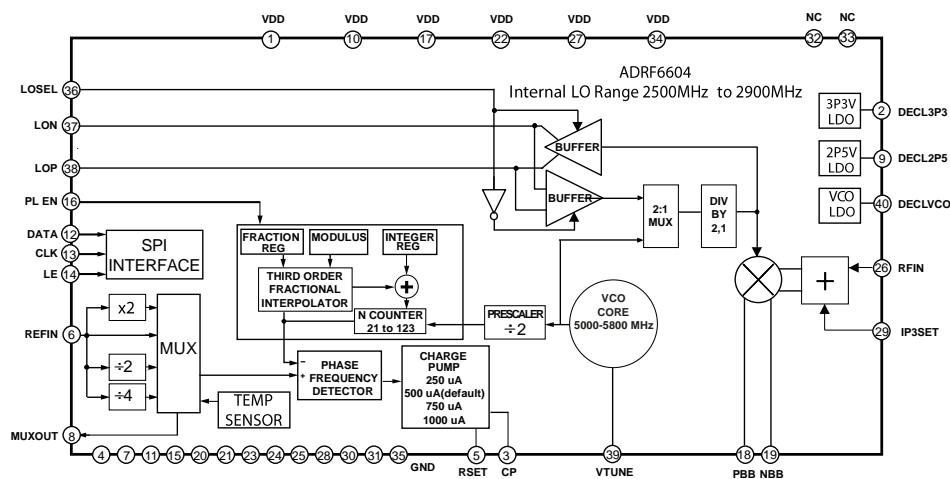 VDD VDD VDD VDD VDD VDD NC NC
1 10 17 22 27 34 32 33
ADRF6604
Internal LO Range 2500MHz to 2900MHz
LOSEL 36
LON 37
LOP 38
PL EN 16
DATA 12
CLK 13
LE 14
SPI
INTERFACE
REFIN 6
x2
÷2
÷4
MUX
TEMP
SENSOR
MUXOUT 8
FRACTION
REG
MODULUS
INTEGER
REG
THIRD ORDER
FRACTIONAL
INTERPOLATOR
+
N COUNTER
21 to 123
PRESCALER
÷2
−
+
PHASE
FREQUENCY
DETECTOR
CHARGE
PUMP
250 uA
500 uA(default)
750 uA
1000 uA
VCO
CORE
5000-5800 MHz
BUFFER
BUFFER
2:1
MUX
DIV
BY
2,1
+
3P3V
LDO
2 DECL3P3
2P5V
LDO
9 DECL2P5
VCO
LDO
40 DECLVCO
26 RFIN
29 IP3SET
4 7 11 15 20 21 23 24 25 28 30 31 35 GND
5 3 39 18 19
RSET CP VTUNE PBB NBB